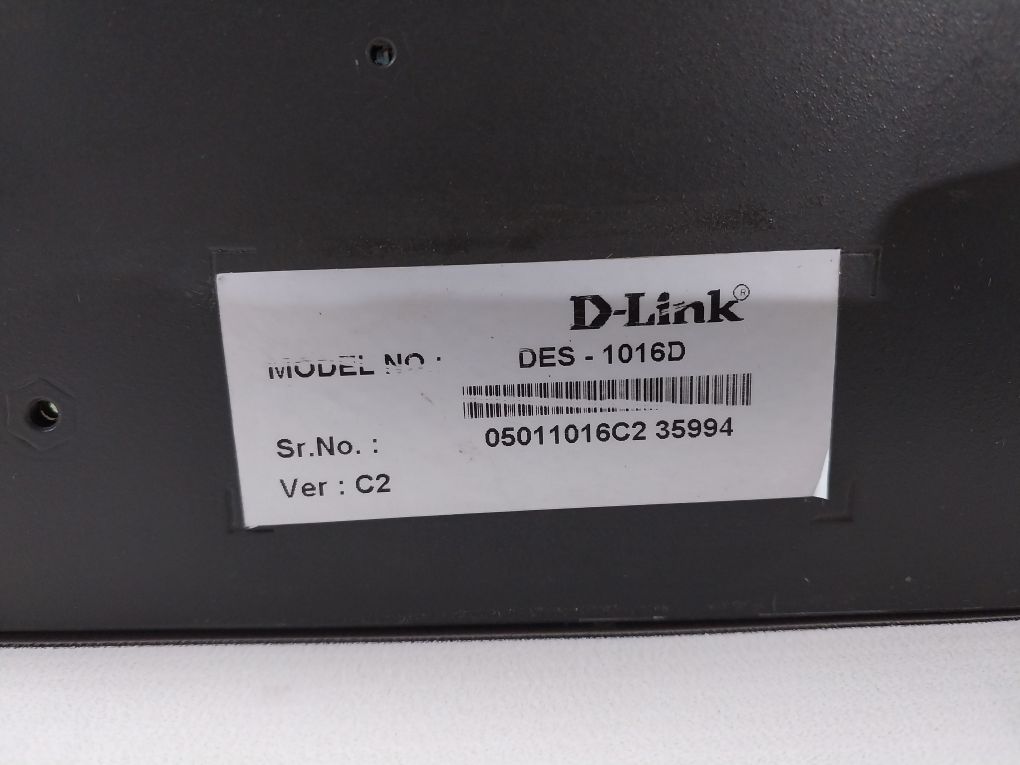 D-Link®
MODEL NO : DES - 1016D
05011016C2 35994
Sr.No. :
Ver : C2